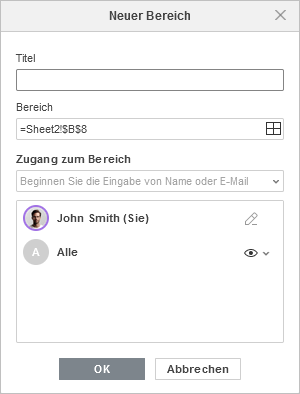 Neuer Bereich
Titel
Bereich
=Sheet2!$B$8
Zugang zum Bereich
Beginnen Sie die Eingabe von Name oder E-Mail
John Smith (Sie)
A Alle
OK Abbrechen